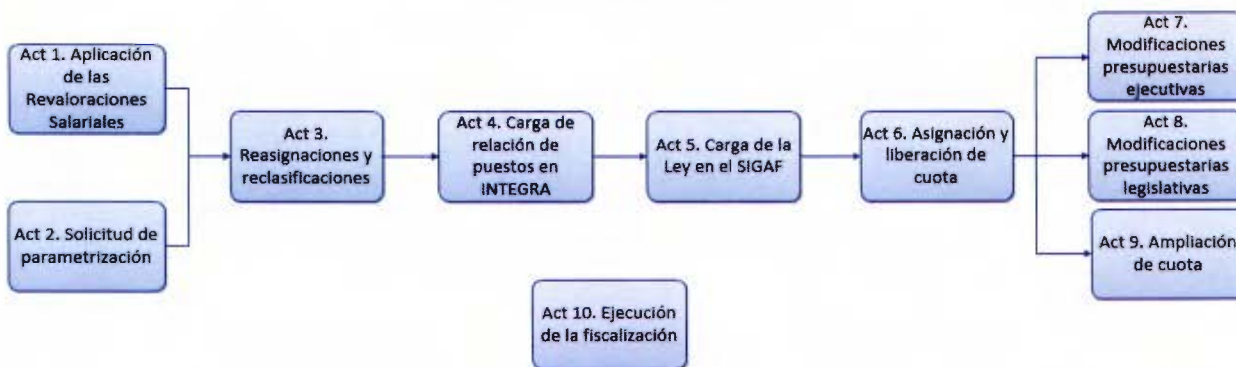 Act 1. Aplicación
de las
Revaloraciones
Salariales
Act 2. Solicitud de
parametrización
Act 3.
Reasignaciones y
reclasificaciones
Act 4. Carga de
relación de
puestos en
INTEGRA
Act 5. Carga de la
Ley en el SIGAF
Act 6. Asignación y
liberación de
cuota
Act 7.
Modificaciones
presupuestarias
ejecutivas
Act 8.
Modificaciones
presupuestarias
legislativas
Act 9. Ampliación
de cuota
Act 10. Ejecución
de la fiscalización